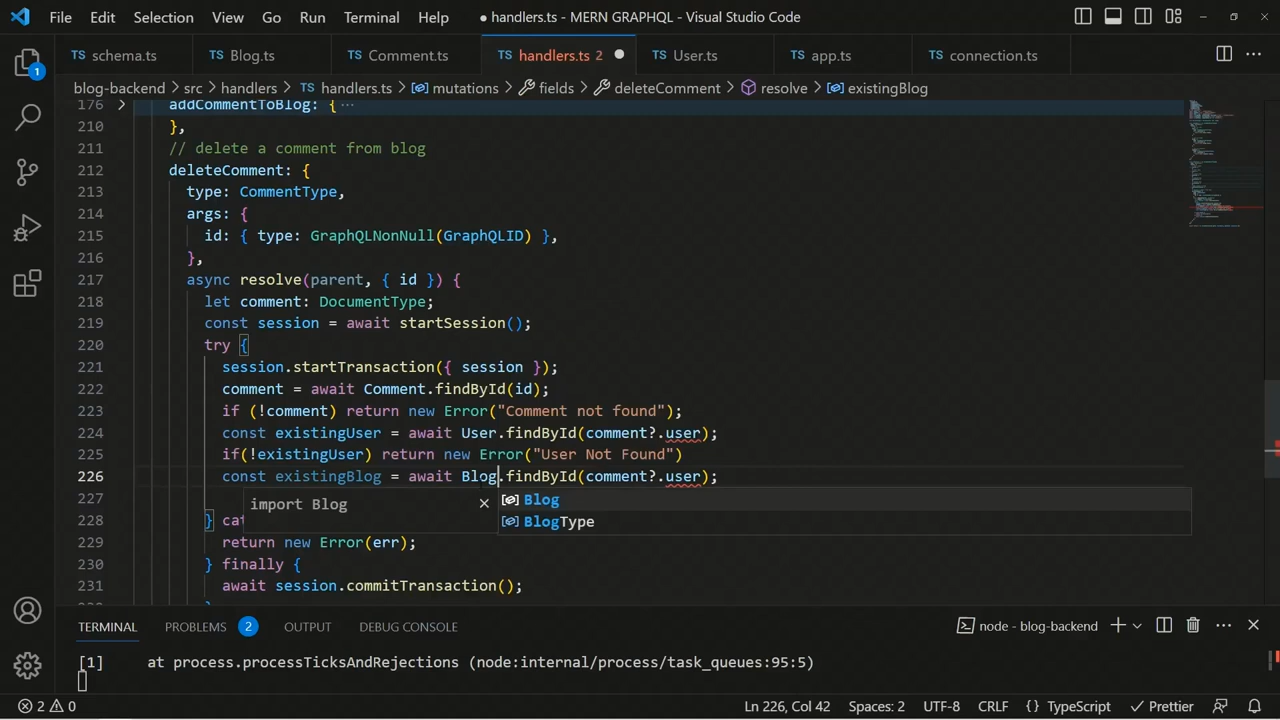 File Edit Selection View Go Run Terminal Help ● handlers.ts - MERN GRAPHQL - Visual Studio Code
TS schema.ts TS Blog.ts TS Comment.ts TS handlers.ts 2 ● TS User.ts TS app.ts TS connection.ts
1
blog-backend > src > handlers > TS handlers.ts > mutations > fields > deleteComment > resolve > existingBlog
176 > addCommentToBlog: { ···
210 },
211 // delete a comment from blog
212 deleteComment: {
213 type: CommentType,
214 args: {
215 id: { type: GraphQLNonNull(GraphQLID) },
216 },
217 async resolve(parent, { id }) {
218 let comment: DocumentType;
219 const session = await startSession();
220 try {
221 session.startTransaction({ session });
222 comment = await Comment.findById(id);
223 if (!comment) return new Error("Comment not found");
224 const existingUser = await User.findById(comment?.user);
225 if(!existingUser) return new Error("User Not Found")
226 const existingBlog = await Blog.findById(comment?.user);
227 import Blog × Blog
BlogType
228 } cat
229 return new Error(err);
230 } finally {
231 await session.commitTransaction();
TERMINAL PROBLEMS 2 OUTPUT DEBUG CONSOLE node - blog-backend
[1] at process.processTicksAndRejections (node:internal/process/task_queues:95:5)
2 0 Ln 226, Col 42 Spaces: 2 UTF-8 CRLF {} TypeScript ✓ Prettier